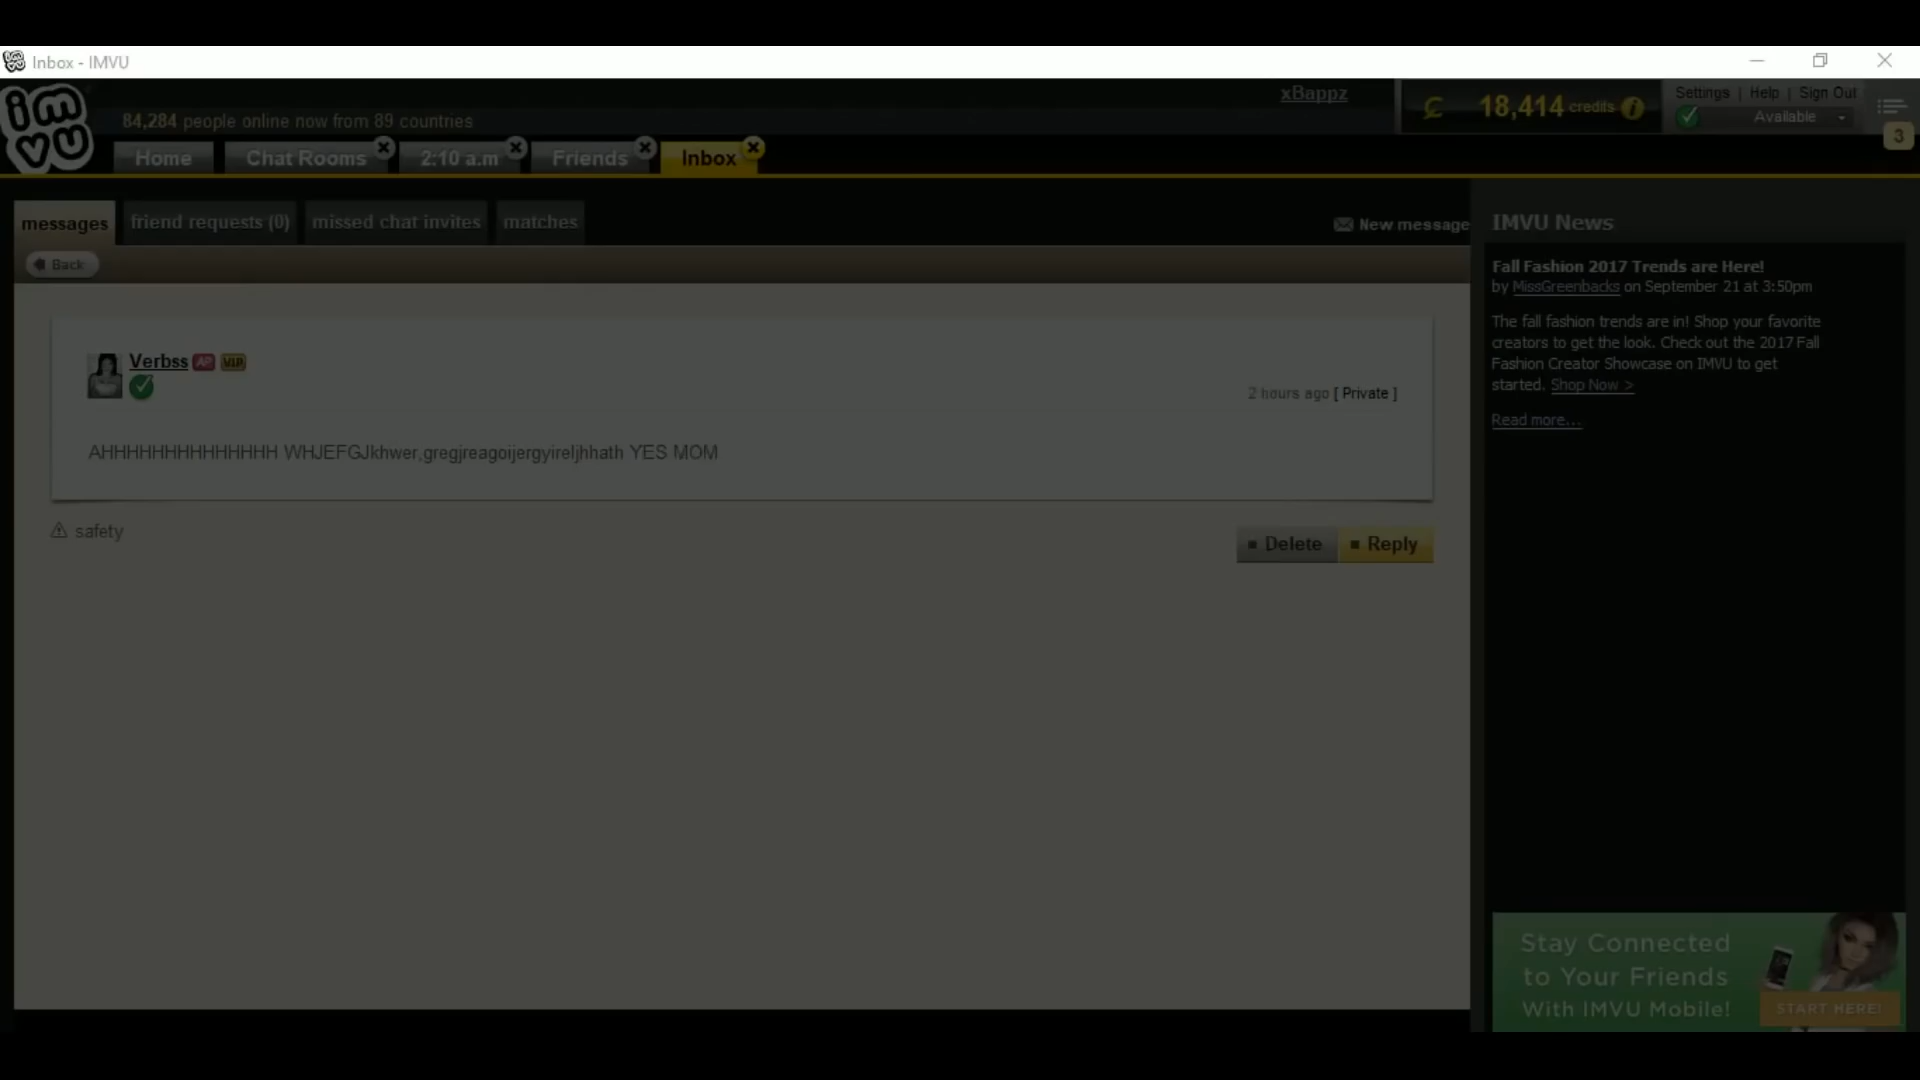 Inbox - IMVU
imvu
xBappz
18,414 credits
Settings | Help | Sign Out
Available
84,284 people online now from 89 countries
3
Home
Chat Rooms
2:10 a.m
Friends
Inbox
messages
friend requests (0)
missed chat invites
matches
New message
Back
Verbss AP VIP
2 hours ago [ Private ]
AHHHHHHHHHHHHHH WHJEFGJkhwer,gregjreagoijergyireljhhath YES MOM
safety
Delete
Reply
IMVU News
Fall Fashion 2017 Trends are Here!
by MissGreenbacks on September 21 at 3:50pm
The fall fashion trends are in! Shop your favorite
creators to get the look. Check out the 2017 Fall
Fashion Creator Showcase on IMVU to get
started. Shop Now >
Read more...
Stay Connected
to Your Friends
With IMVU Mobile!
START HERE!